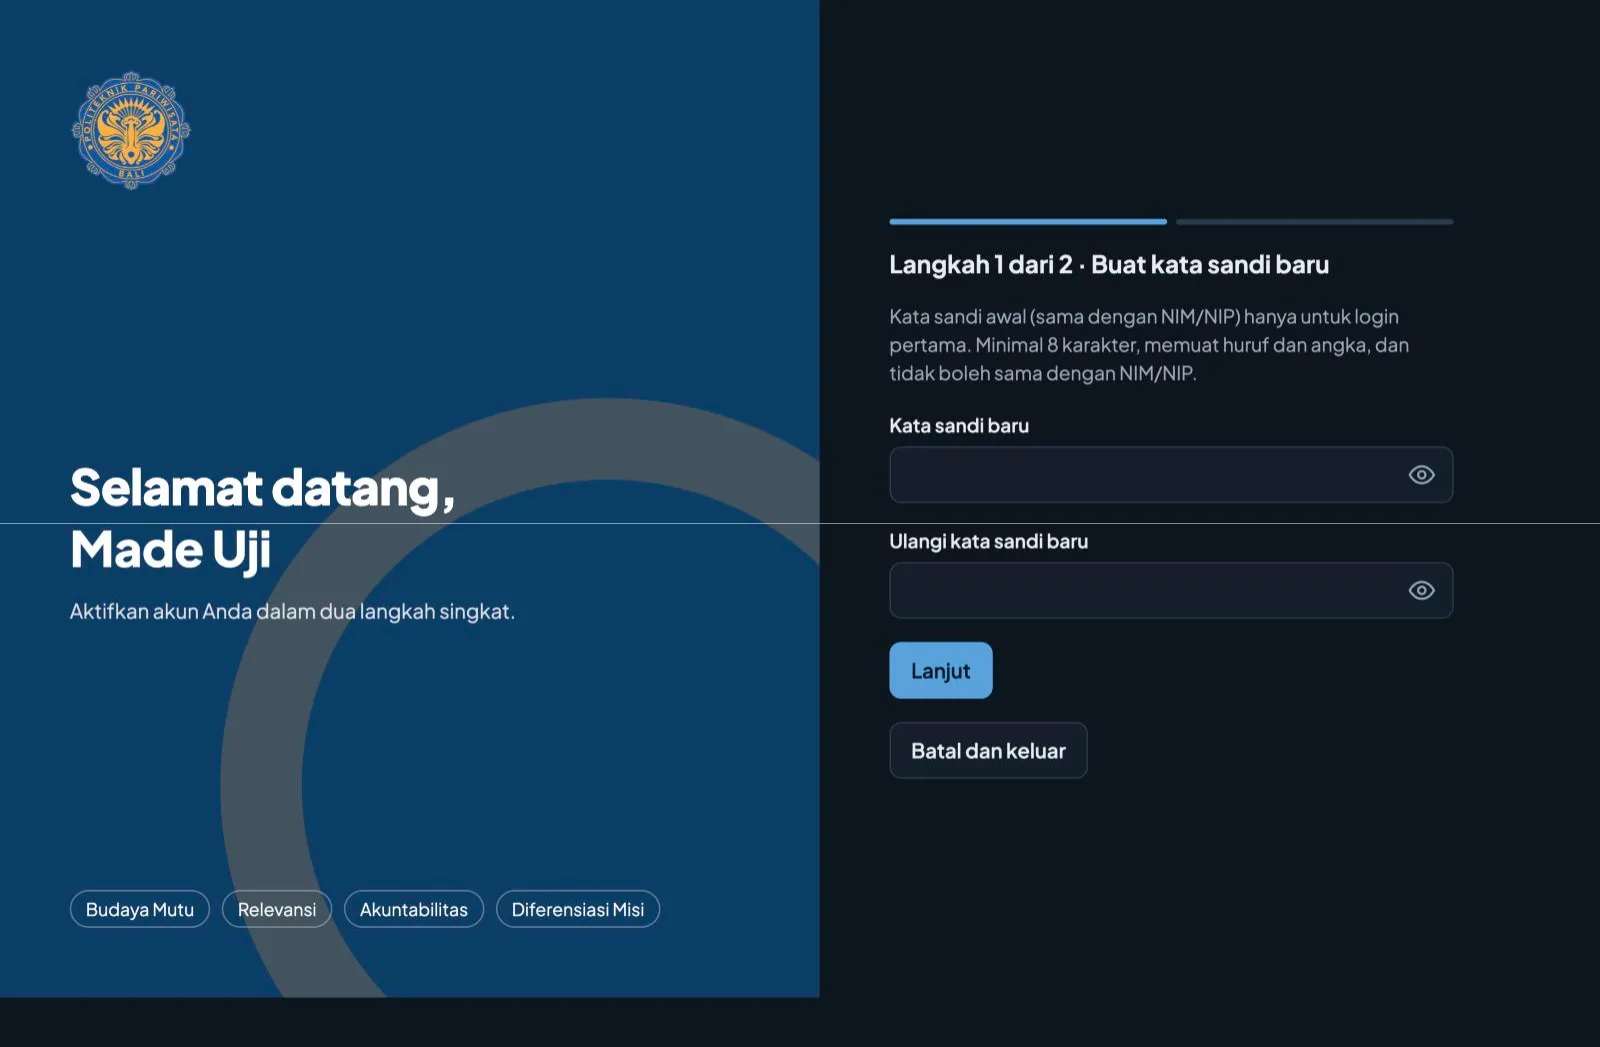 POLITEKNIK PARIWISATA
BALI
Selamat datang,
Made Uji
Aktifkan akun Anda dalam dua langkah singkat.
Budaya Mutu
Relevansi
Akuntabilitas
Diferensiasi Misi
Langkah 1 dari 2 · Buat kata sandi baru
Kata sandi awal (sama dengan NIM/NIP) hanya untuk login
pertama. Minimal 8 karakter, memuat huruf dan angka, dan
tidak boleh sama dengan NIM/NIP.
Kata sandi baru
Ulangi kata sandi baru
Lanjut
Batal dan keluar